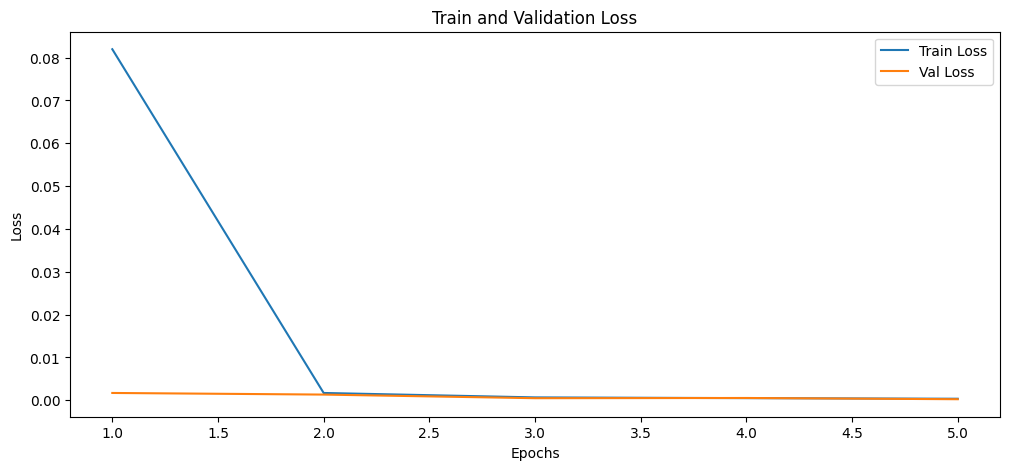 Train and Validation Loss
Train Loss
Val Loss
0.08
0.07
0.06
0.05
0.04
0.03
0.02
0.01
0.00
Loss
1.0 1.5 2.0 2.5 3.0 3.5 4.0 4.5 5.0
Epochs